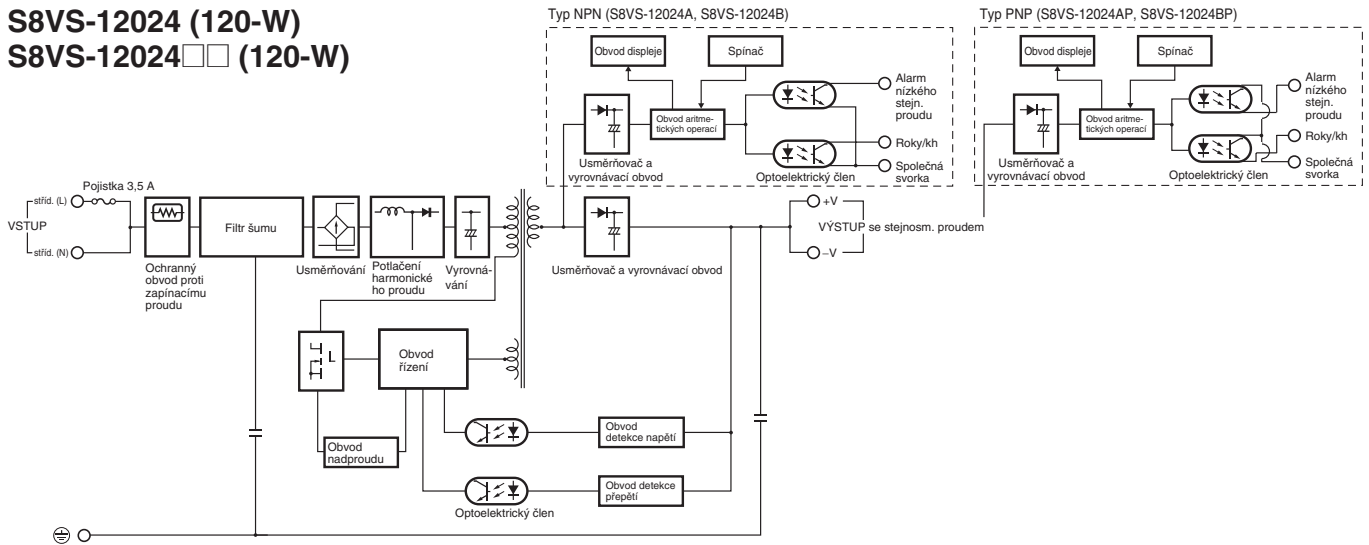 S8VS-12024 (120-W)
S8VS-12024□□ (120-W)
Typ NPN (S8VS-12024A, S8VS-12024B)
Obvod displeje
Spínač
Obvod aritme-
tických operací
Usměrňovač a
vyrovnávací obvod
Optoelektrický člen
Alarm
nízkého
stejn.
proudu
Roky/kh
Společná
svorka
Typ PNP (S8VS-12024AP, S8VS-12024BP)
Obvod displeje
Spínač
Obvod aritme-
tických operací
Usměrňovač a
vyrovnávací obvod
Optoelektrický člen
Alarm
nízkého
stejn.
proudu
Roky/kh
Společná
svorka
Pojistka 3,5 A
stříd. (L)
VSTUP
stříd. (N)
Ochranný
obvod proti
zapínacímu
proudu
Filtr šumu
Usměrňování
Potlačení
harmonické
ho proudu
Vyrovná-
vání
Usměrňovač a vyrovnávací obvod
+V
VÝSTUP se stejnosm. proudem
–V
L
Obvod
řízení
Obvod
nadproudu
Obvod
detekce napětí
Obvod detekce
přepětí
Optoelektrický člen